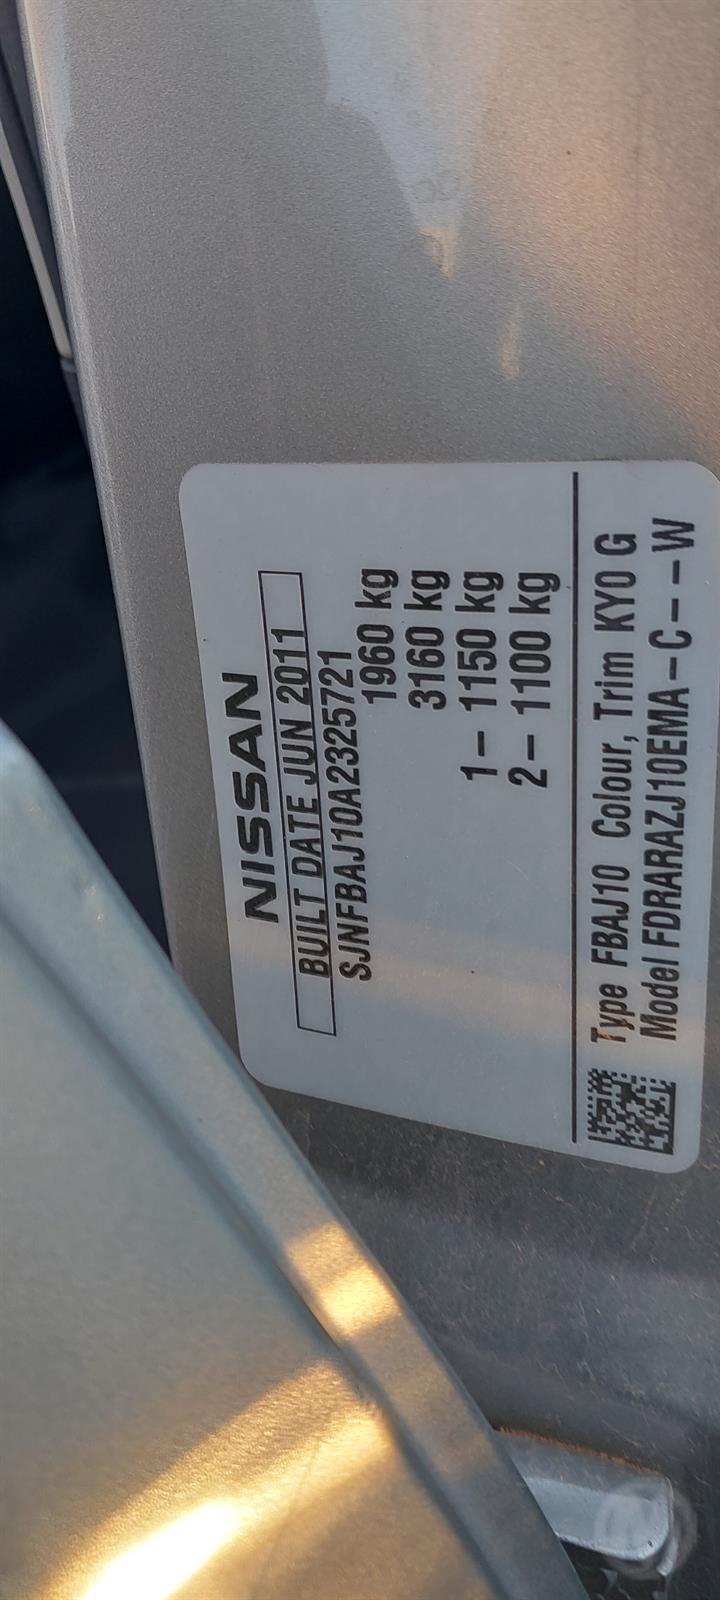 NISSAN
BUILT DATE JUN 2011
SJNFBAJ10A2325721
1960 kg
3160 kg
1– 1150 kg
2– 1100 kg
Type FBAJ10 Colour, Trim KY0 G
Model FDRARAZJ10EMA–C––W